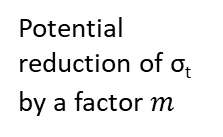 Potential
reduction of σₜ
by a factor m